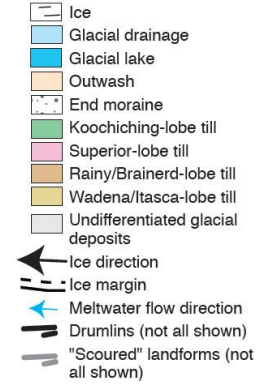 Ice
Glacial drainage
Glacial lake
Outwash
End moraine
Koochiching-lobe till
Superior-lobe till
Rainy/Brainerd-lobe till
Wadena/Itasca-lobe till
Undifferentiated glacial
deposits
Ice direction
Ice margin
Meltwater flow direction
Drumlins (not all shown)
"Scoured" landforms (not
all shown)